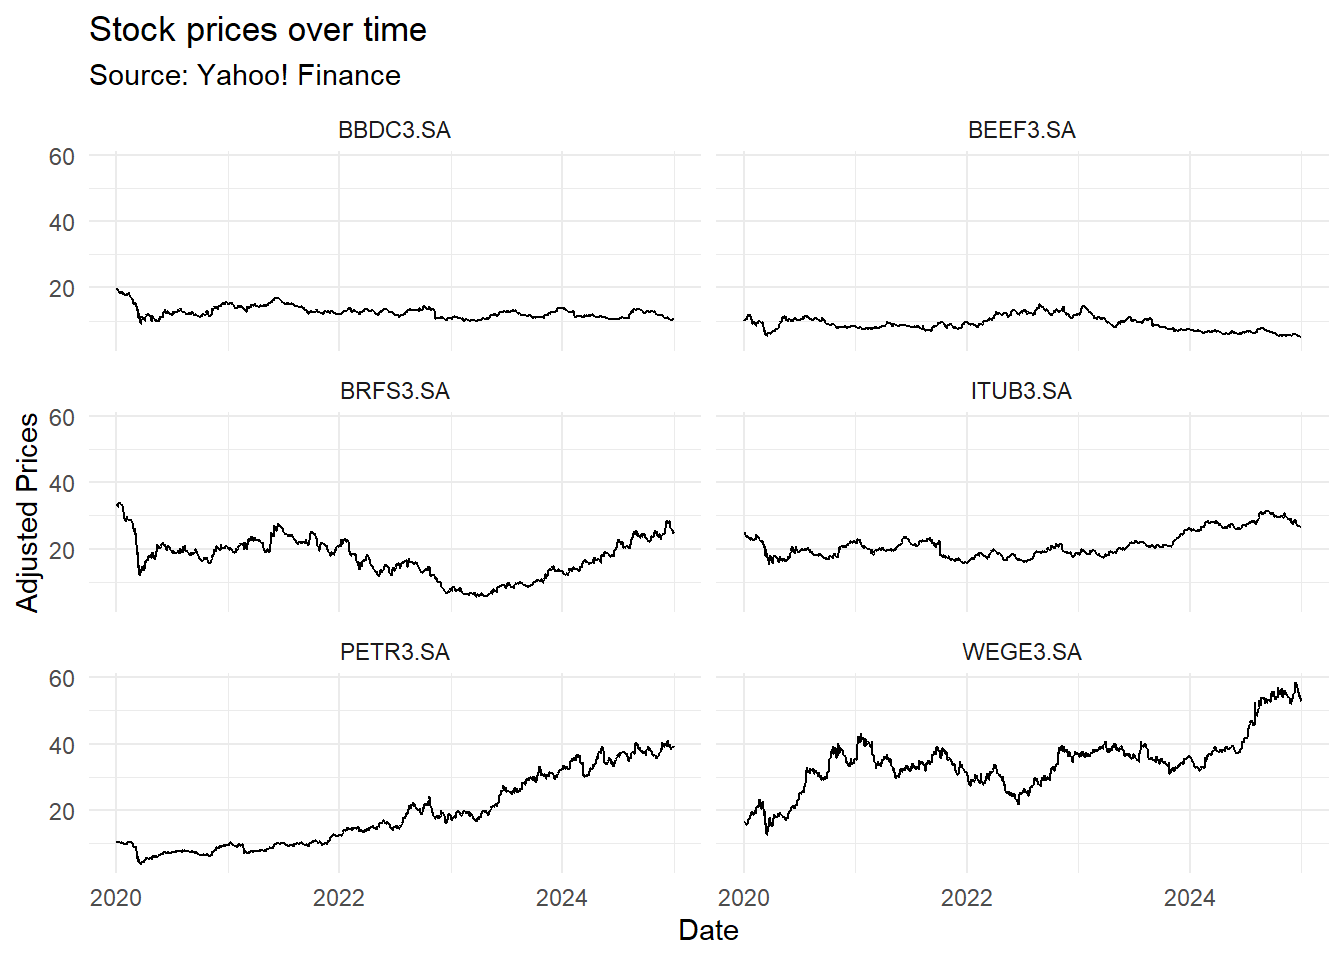 Stock prices over time
Source: Yahoo! Finance
BBDC3.SA
BEEF3.SA
60
40
20
BRFS3.SA
ITUB3.SA
60
40
20
Adjusted Prices
PETR3.SA
WEGE3.SA
60
40
20
2020 2022 2024 2020 2022 2024
Date